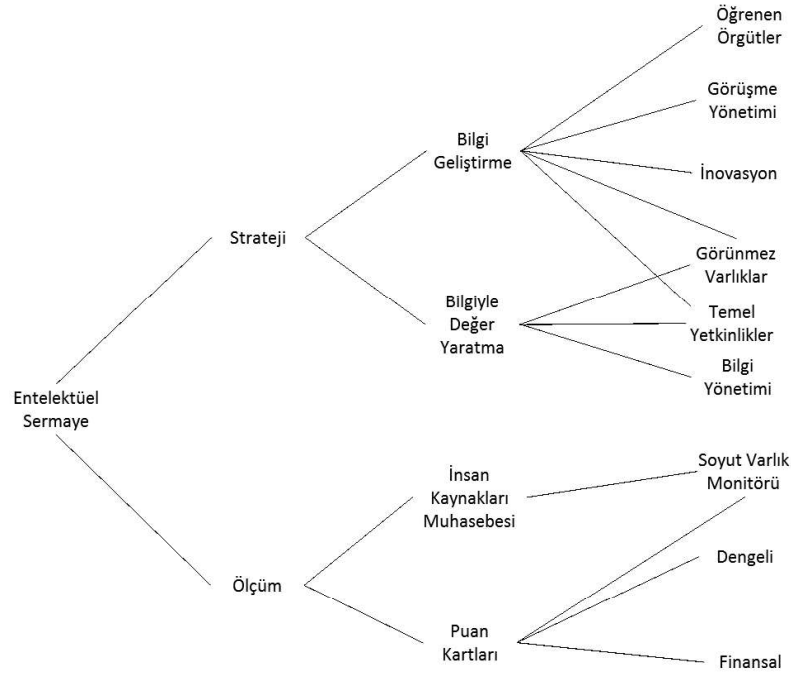 Öğrenen
Örgütler
Görüşme
Yönetimi
Bilgi
Geliştirme
İnovasyon
Strateji
Görünmez
Varlıklar
Bilgiyle
Değer
Yaratma
Temel
Yetkinlikler
Bilgi
Yönetimi
Entelektüel
Sermaye
Soyut Varlık
Monitörü
İnsan
Kaynakları
Muhasebesi
Dengeli
Ölçüm
Puan
Kartları
Finansal